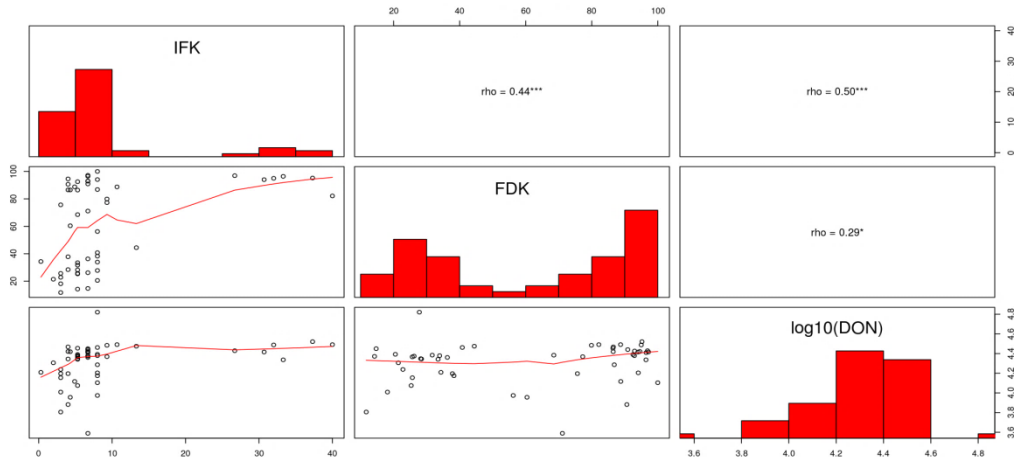 20 40 60 80 100
IFK
rho = 0.44***
rho = 0.50***
0 10 20 30 40
20 40 60 80 100
FDK
rho = 0.29*
log10(DON)
3.6 3.8 4.0 4.2 4.4 4.6 4.8
0 10 20 30 40
3.6 3.8 4.0 4.2 4.4 4.6 4.8